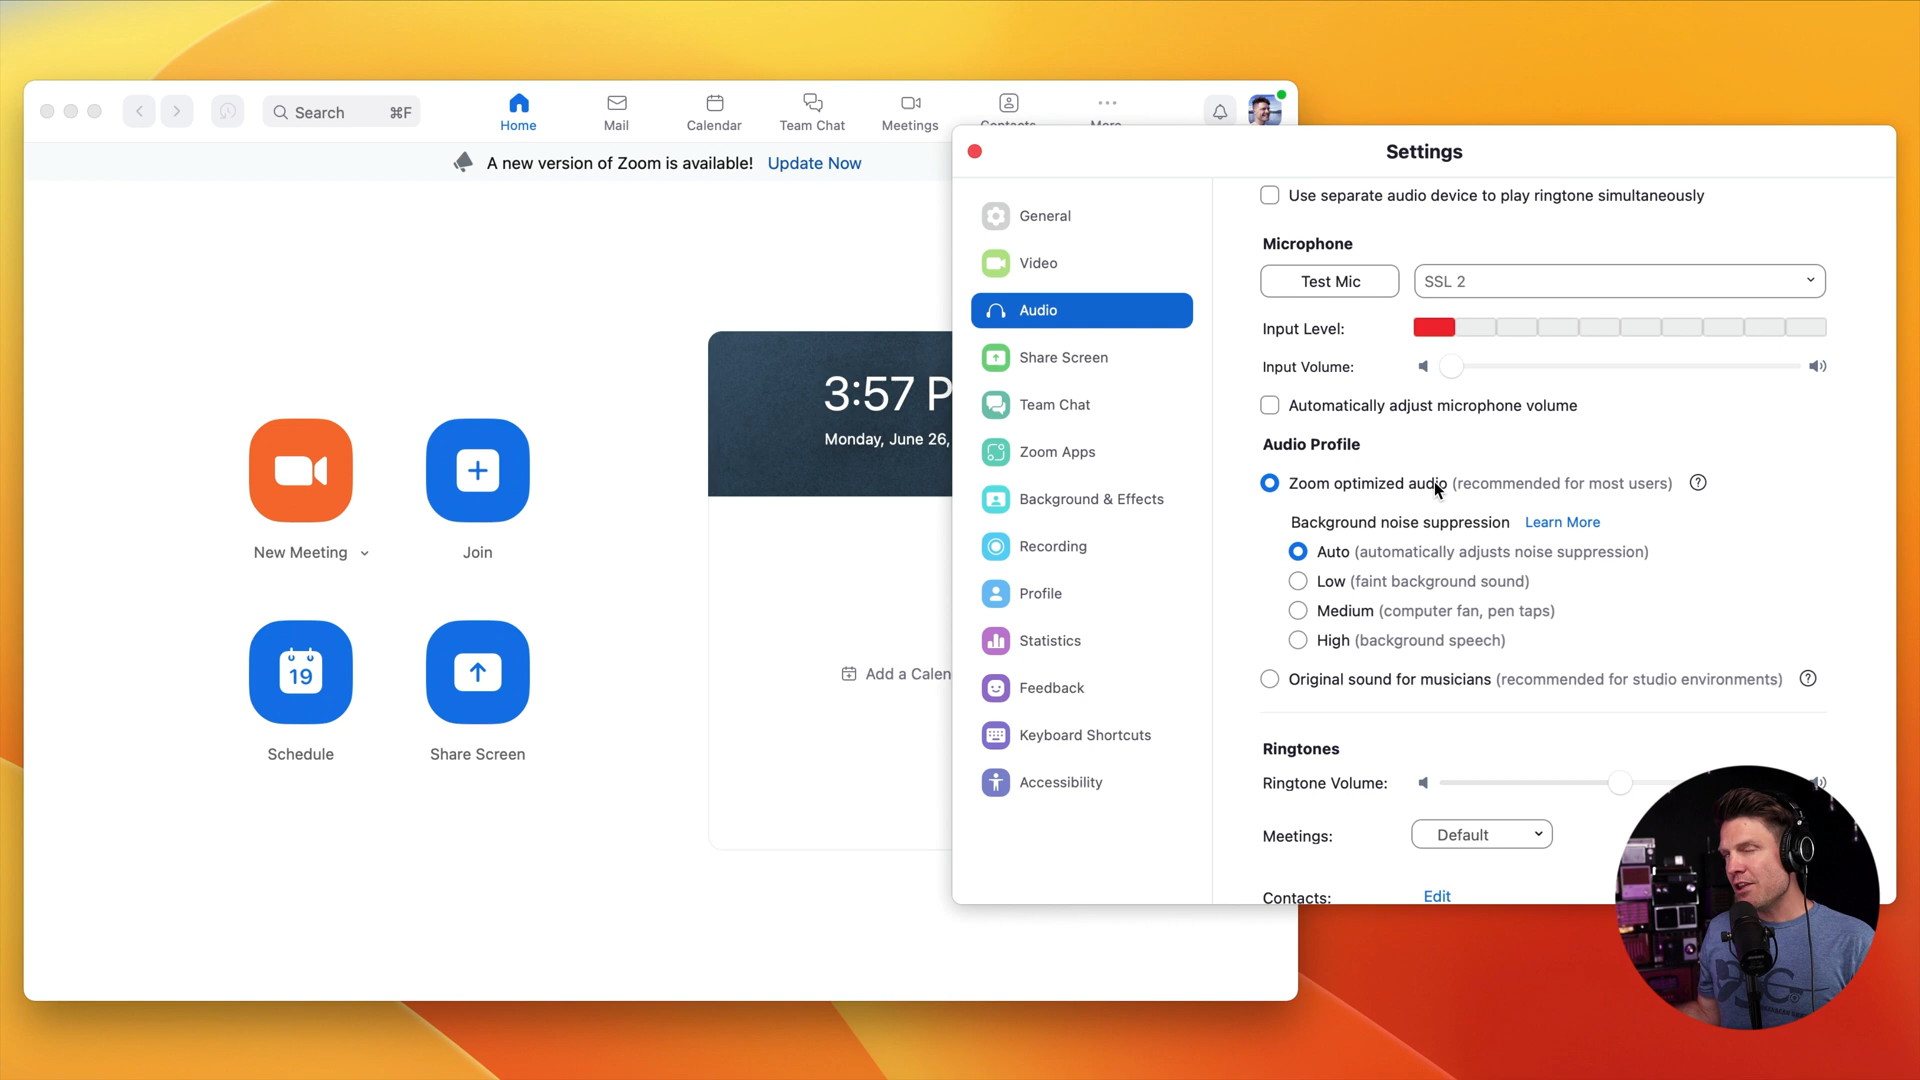 Search ⌘F
Home
Mail
Calendar
Team Chat
Meetings
Contacts
More
A new version of Zoom is available! Update Now
3:57 P
Monday, June 26,
New Meeting
Join
19
Schedule
Share Screen
Add a Calen
Settings
General
Video
Audio
Share Screen
Team Chat
Zoom Apps
Background & Effects
Recording
Profile
Statistics
Feedback
Keyboard Shortcuts
Accessibility
Use separate audio device to play ringtone simultaneously
Microphone
Test Mic SSL 2
Input Level:
Input Volume:
Automatically adjust microphone volume
Audio Profile
Zoom optimized audio (recommended for most users) ?
Background noise suppression Learn More
Auto (automatically adjusts noise suppression)
Low (faint background sound)
Medium (computer fan, pen taps)
High (background speech)
Original sound for musicians (recommended for studio environments) ?
Ringtones
Ringtone Volume:
Meetings: Default
Contacts: Edit